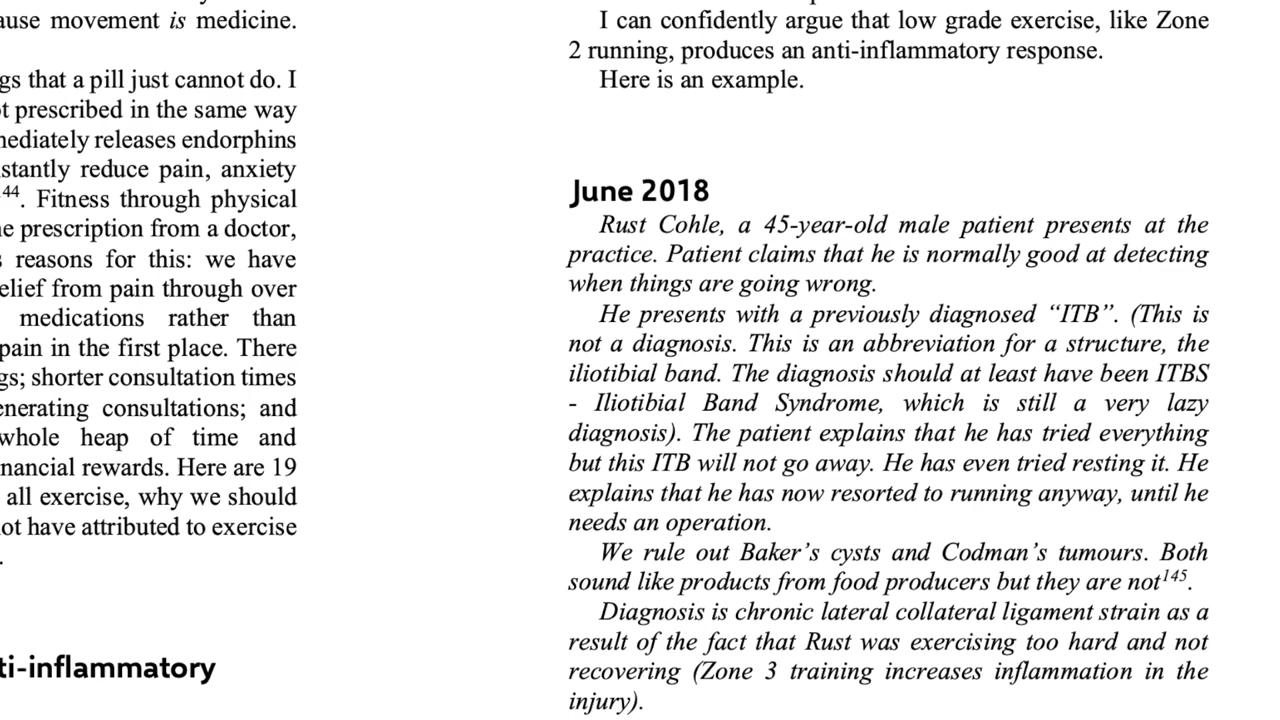 ause movement is medicine.
gs that a pill just cannot do. I
t prescribed in the same way
mediately releases endorphins
stantly reduce pain, anxiety
44. Fitness through physical
e prescription from a doctor,
s reasons for this: we have
elief from pain through over
medications rather than
pain in the first place. There
gs; shorter consultation times
enerating consultations; and
whole heap of time and
nancial rewards. Here are 19
all exercise, why we should
ot have attributed to exercise
.
ti-inflammatory
I can confidently argue that low grade exercise, like Zone
2 running, produces an anti-inflammatory response.
Here is an example.
June 2018
Rust Cohle, a 45-year-old male patient presents at the
practice. Patient claims that he is normally good at detecting
when things are going wrong.
He presents with a previously diagnosed “ITB”. (This is
not a diagnosis. This is an abbreviation for a structure, the
iliotibial band. The diagnosis should at least have been ITBS
- Iliotibial Band Syndrome, which is still a very lazy
diagnosis). The patient explains that he has tried everything
but this ITB will not go away. He has even tried resting it. He
explains that he has now resorted to running anyway, until he
needs an operation.
We rule out Baker’s cysts and Codman’s tumours. Both
sound like products from food producers but they are not145.
Diagnosis is chronic lateral collateral ligament strain as a
result of the fact that Rust was exercising too hard and not
recovering (Zone 3 training increases inflammation in the
injury).